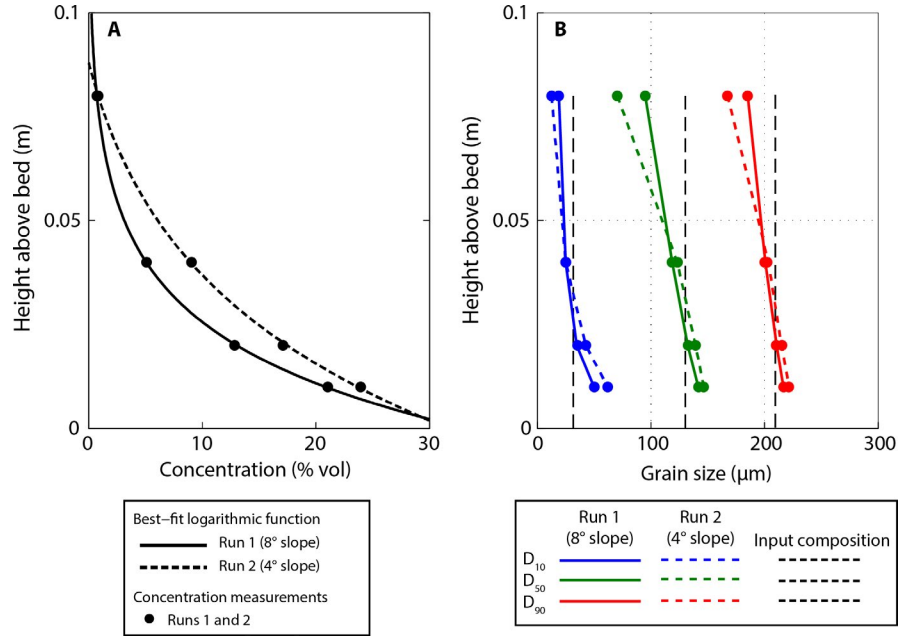 A
0.1
0.05
0
Height above bed (m)
0
10
20
30
Concentration (% vol)
B
0.1
0.05
0
Height above bed (m)
0
100
200
300
Grain size (μm)
Best−fit logarithmic function
Run 1 (8° slope)
Run 2 (4° slope)
Concentration measurements
Runs 1 and 2
Run 1
(8° slope)
Run 2
(4° slope)
Input composition
D10
D50
D90